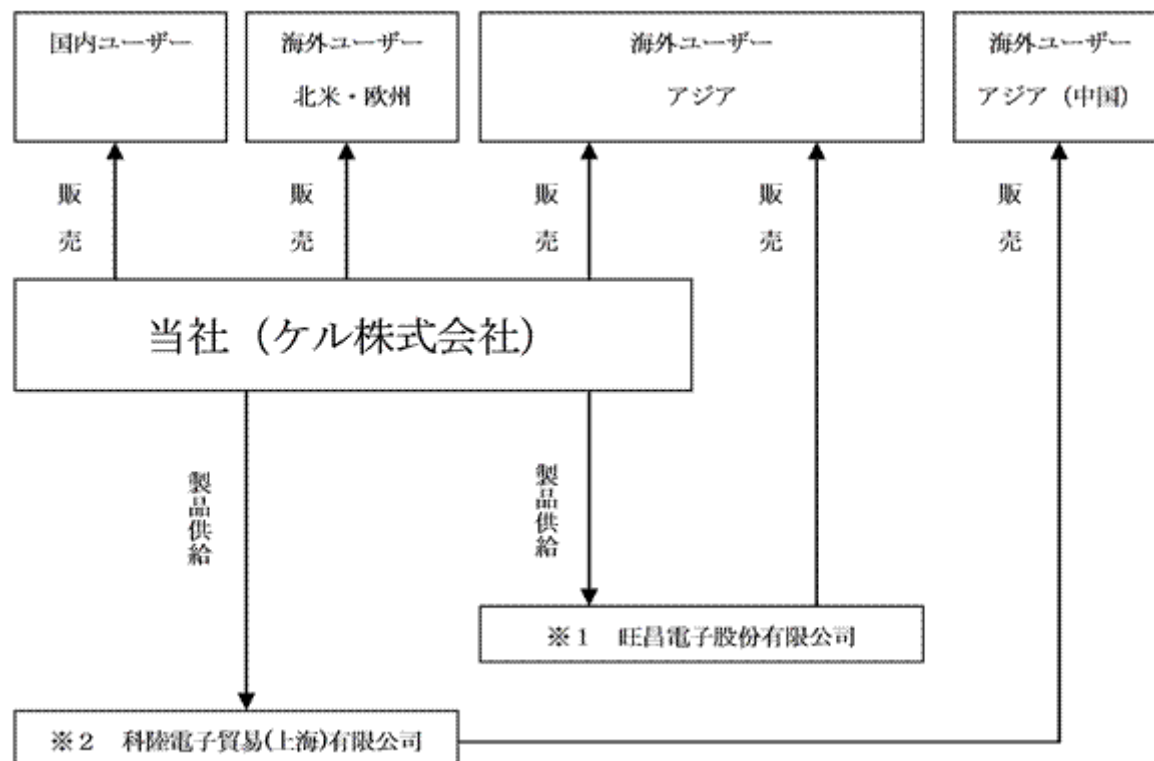 国内ユーザー
海外ユーザー
北米・欧州
海外ユーザー
アジア
海外ユーザー
アジア（中国）
販売
販売
販売
販売
販売
当社（ケル株式会社）
製品供給
製品供給
※１　旺昌電子股份有限公司
※２　科陸電子貿易(上海)有限公司